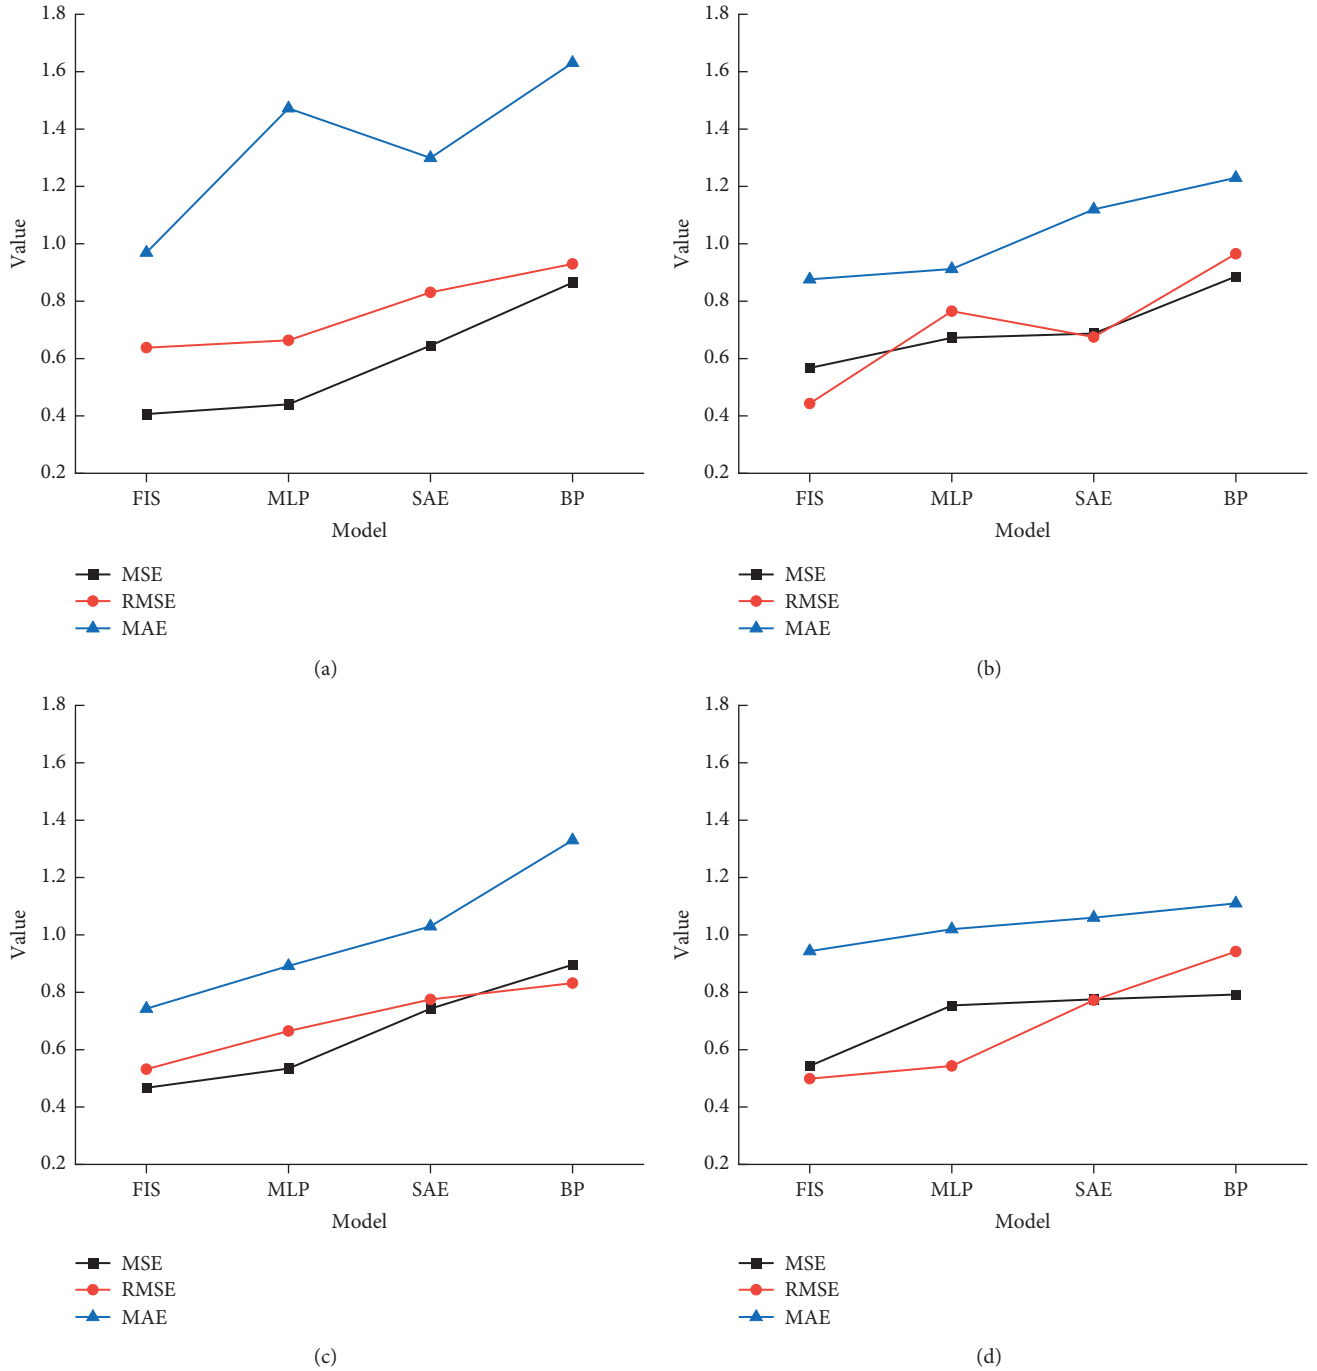 1.8
1.6
1.4
1.2
1.0
0.8
0.6
0.4
0.2
Value
FIS MLP SAE BP
Model
MSE
RMSE
MAE
(a)
1.8
1.6
1.4
1.2
1.0
0.8
0.6
0.4
0.2
Value
FIS MLP SAE BP
Model
MSE
RMSE
MAE
(b)
1.8
1.6
1.4
1.2
1.0
0.8
0.6
0.4
0.2
Value
FIS MLP SAE BP
Model
MSE
RMSE
MAE
(c)
1.8
1.6
1.4
1.2
1.0
0.8
0.6
0.4
0.2
Value
FIS MLP SAE BP
Model
MSE
RMSE
MAE
(d)